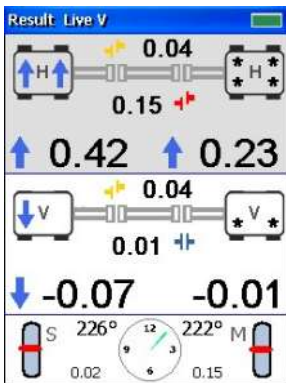 Result Live V
0.04
H
* * H * *
0.15
0.42 0.23
0.04
V
* V *
0.01
-0.07 -0.01
S 226° 12 222° M
9 3
0.02 6 0.15